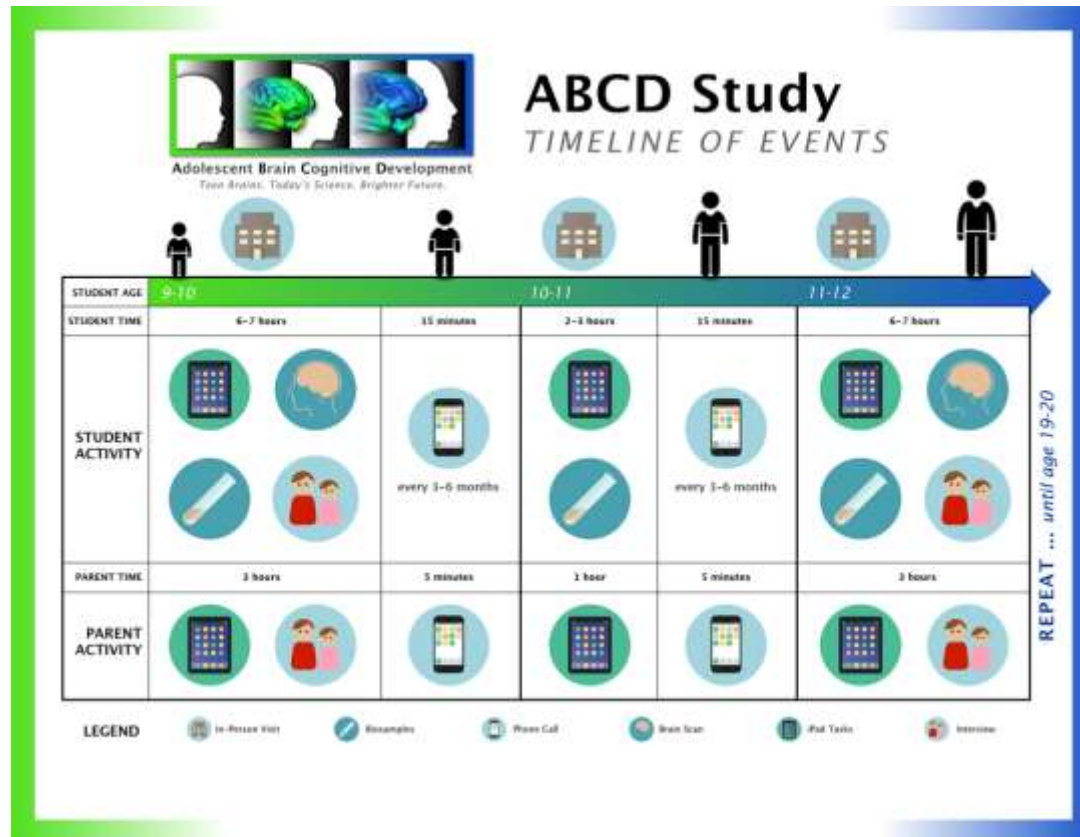 ABCD Study
TIMELINE OF EVENTS
Adolescent Brain Cognitive Development
Teen Brains. Today's Science. Brighter Future.
STUDENT AGE 9-10 10-11 11-12
STUDENT TIME 6-7 hours 15 minutes 2-3 hours 15 minutes 6-7 hours
STUDENT ACTIVITY
every 3-6 months every 3-6 months
PARENT TIME 3 hours 5 minutes 1 hour 5 minutes 3 hours
PARENT ACTIVITY
REPEAT ... until age 19-20
LEGEND In-Person Visit Biosamples Phone Call Brain Scan iPad Tasks Interview